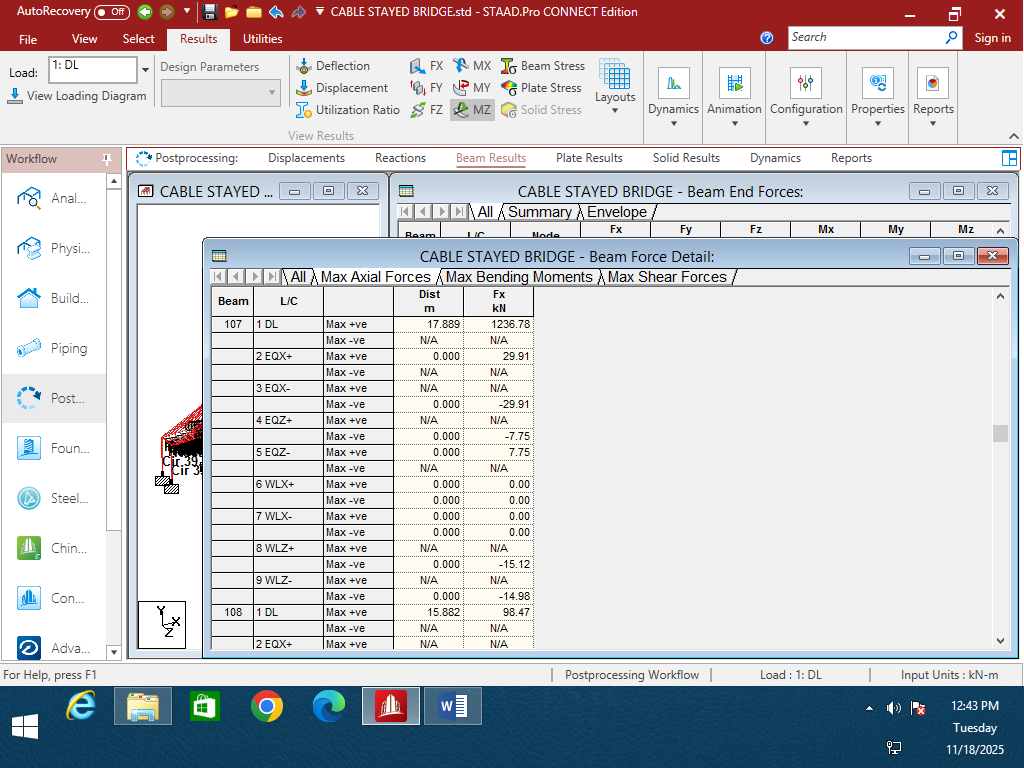 AutoRecovery Off CABLE STAYED BRIDGE.std - STAAD.Pro CONNECT Edition
File View Select Results Utilities Search Sign in
Load: 1: DL Design Parameters
View Loading Diagram
Deflection FX MX Beam Stress
Displacement FY MY Plate Stress
Utilization Ratio FZ MZ Solid Stress
View Results
Layouts Dynamics Animation Configuration Properties Reports
Workflow Postprocessing: Displacements Reactions Beam Results Plate Results Solid Results Dynamics Reports
Anal...
Physi...
Build...
Piping
Post...
Foun...
Steel...
Chin...
Con...
Adva...
CABLE STAYED ...
Y
X
Z
CABLE STAYED BRIDGE - Beam End Forces:
All Summary Envelope
Beam L/C Node Fx Fy Fz Mx My Mz
CABLE STAYED BRIDGE - Beam Force Detail:
All Max Axial Forces Max Bending Moments Max Shear Forces
Beam L/C Dist m Fx kN
107 1 DL Max +ve 17.889 1236.78
Max -ve N/A N/A
2 EQX+ Max +ve 0.000 29.91
Max -ve N/A N/A
3 EQX- Max +ve N/A N/A
Max -ve 0.000 -29.91
4 EQZ+ Max +ve N/A N/A
Max -ve 0.000 -7.75
5 EQZ- Max +ve 0.000 7.75
Max -ve N/A N/A
6 WLX+ Max +ve 0.000 0.00
Max -ve 0.000 0.00
7 WLX- Max +ve 0.000 0.00
Max -ve 0.000 0.00
8 WLZ+ Max +ve N/A N/A
Max -ve 0.000 -15.12
9 WLZ- Max +ve N/A N/A
Max -ve 0.000 -14.98
108 1 DL Max +ve 15.882 98.47
Max -ve N/A N/A
2 EQX+ Max +ve N/A N/A
For Help, press F1 Postprocessing Workflow Load : 1: DL Input Units : kN-m
12:43 PM
Tuesday
11/18/2025